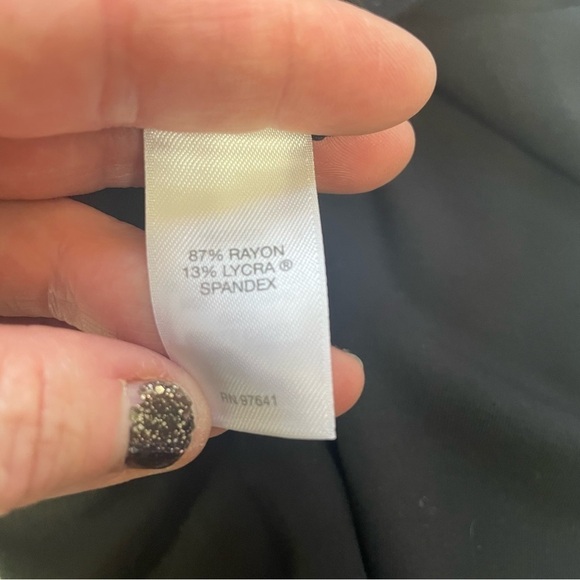 87% RAYON
13% LYCRA®
SPANDEX
RN 97641